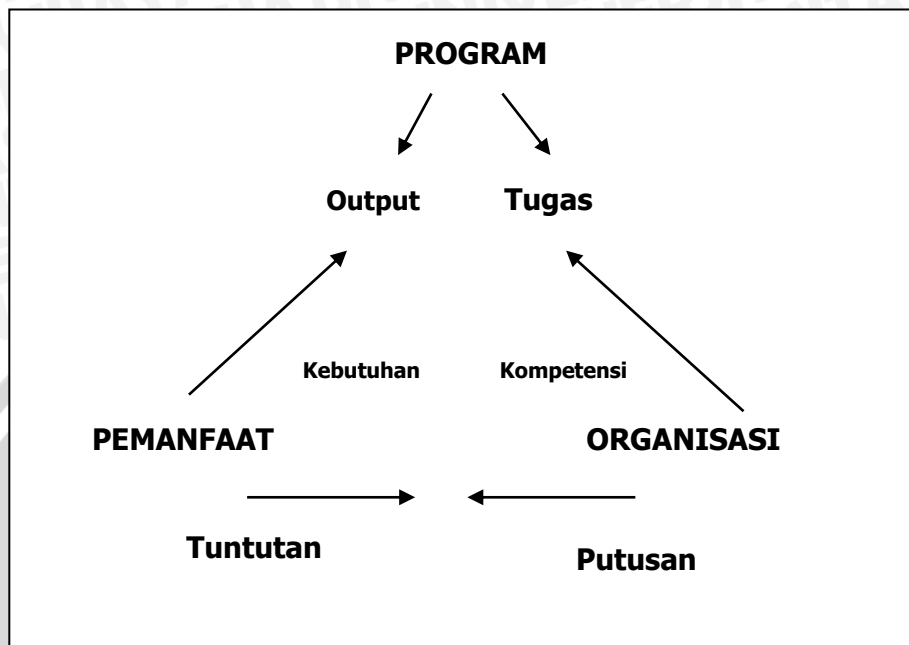 PROGRAM
Output Tugas
Kebutuhan Kompetensi
PEMANFAAT ORGANISASI
Tuntutan
Putusan